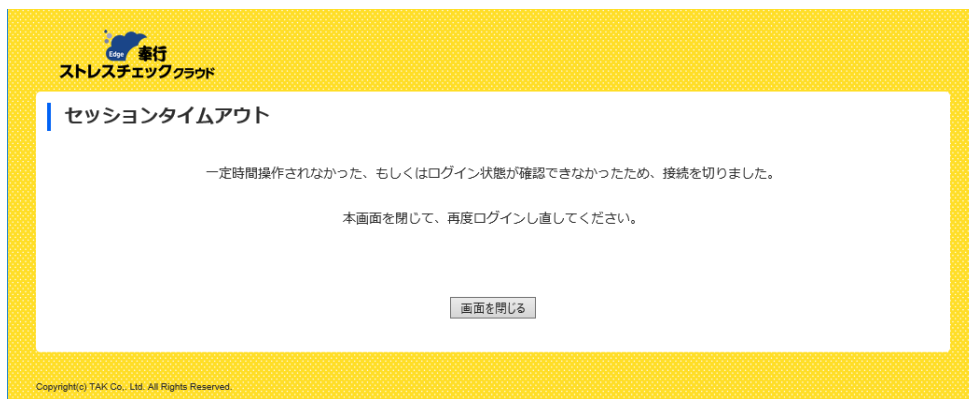 Edge 奉行
ストレスチェッククラウド
セッションタイムアウト
一定時間操作されなかった、もしくはログイン状態が確認できなかったため、接続を切りました。
本画面を閉じて、再度ログインし直してください。
画面を閉じる
Copyright(c) TAK Co,. Ltd. All Rights Reserved.